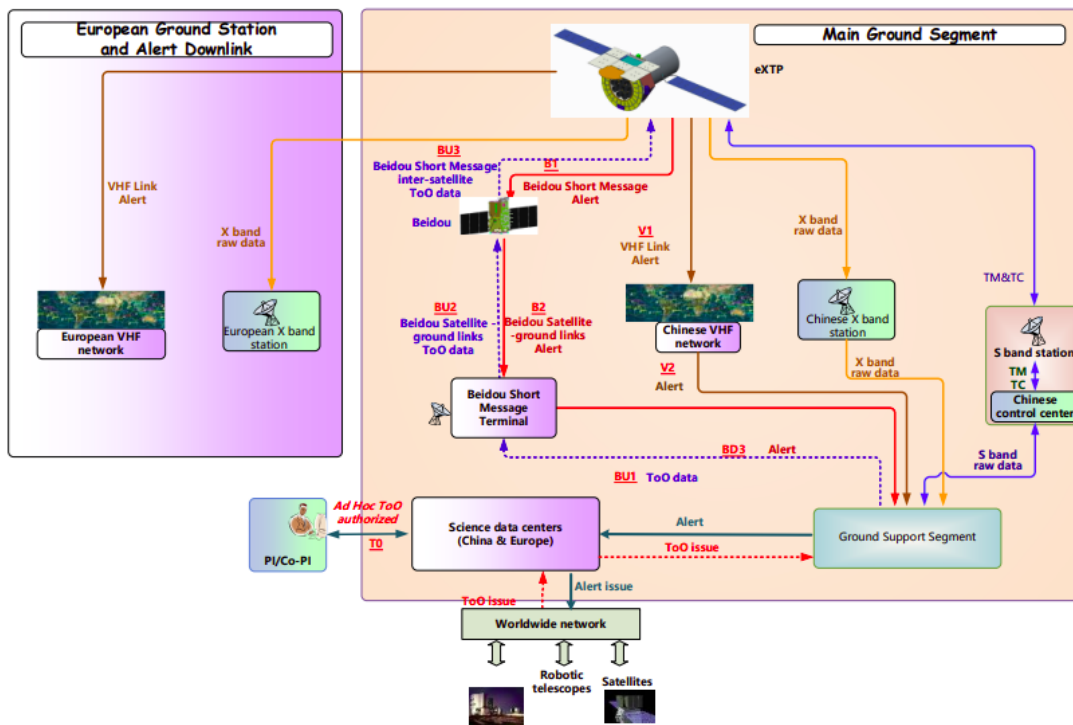 European Ground Station
and Alert Downlink
Main Ground Segment
eXTP
BU3
Beidou Short Message
inter-satellite
ToO data
B1
Beidou Short Message
Alert
VHF Link
Alert
Beidou
X band
raw data
V1
VHF Link
Alert
X band
raw data
TM&TC
BU2
Beidou Satellite -
ground links
ToO data
B2
Beidou Satellite
-ground links
Alert
European VHF
network
European X band
station
Chinese VHF
network
Chinese X band
station
S band station
TM
TC
Chinese
control center
V2
Alert
X band
raw data
Beidou Short
Message
Terminal
BD3 Alert
S band
raw data
BU1 ToO data
Ad Hoc ToO
authorized
T0
PI/Co-PI
Science data centers
(China & Europe)
Alert
ToO issue
Ground Support Segment
ToO issue
Alert issue
Worldwide network
Robotic
telescopes
Satellites